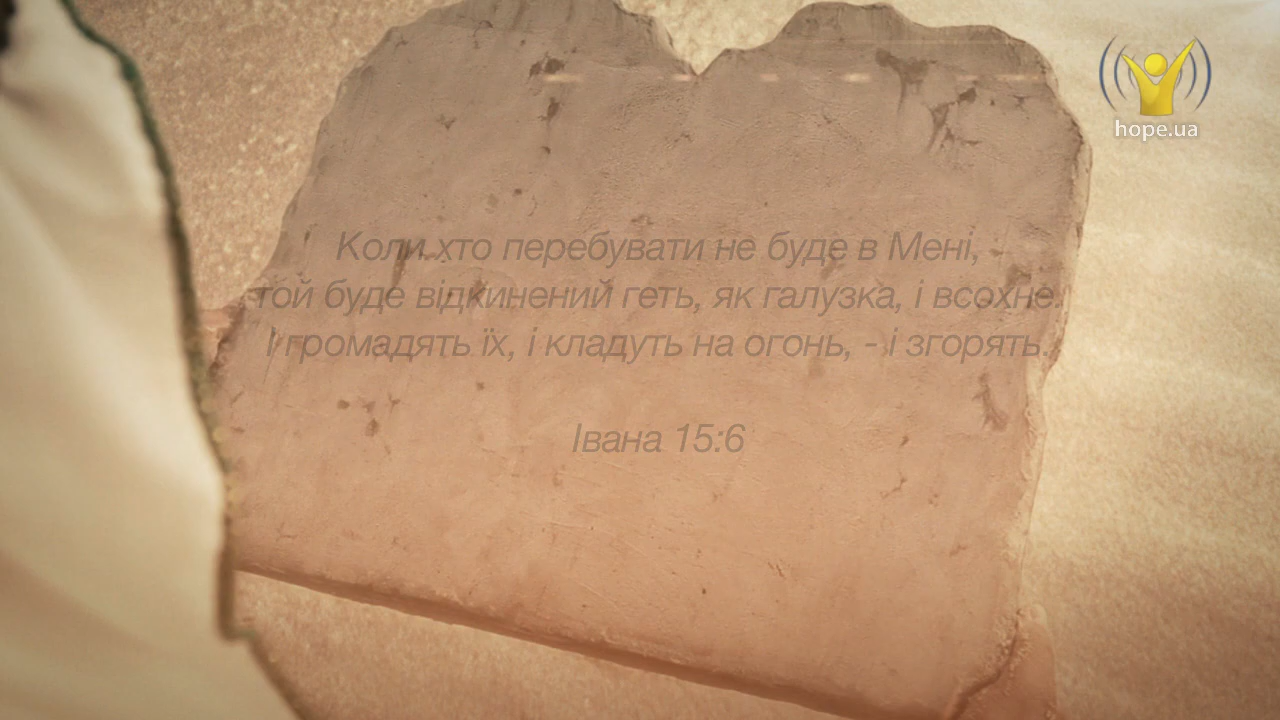 hope.ua
Коли хто перебувати не буде в Мені, -
той буде відкинений геть, як галузка, і всохне.
І громадять їх, і кладуть на огонь, - і згорять.
Івана 15:6